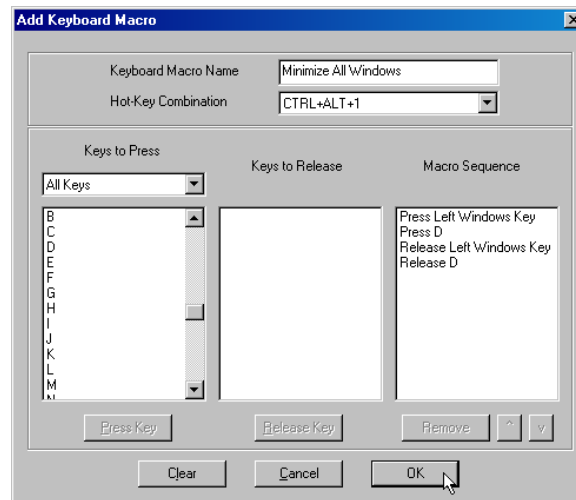 Add Keyboard Macro
Keyboard Macro Name
Minimize All Windows
Hot-Key Combination
CTRL+ALT+1
Keys to Press
Keys to Release
Macro Sequence
All Keys
B
C
D
E
F
G
H
I
J
K
L
M
N
Press Left Windows Key
Press D
Release Left Windows Key
Release D
Press Key
Release Key
Remove
^
v
Clear
Cancel
OK